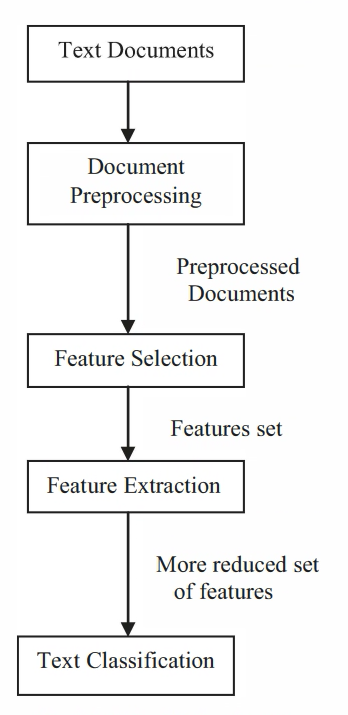 Text Documents
Document
Preprocessing
Preprocessed
Documents
Feature Selection
Features set
Feature Extraction
More reduced set
of features
Text Classification